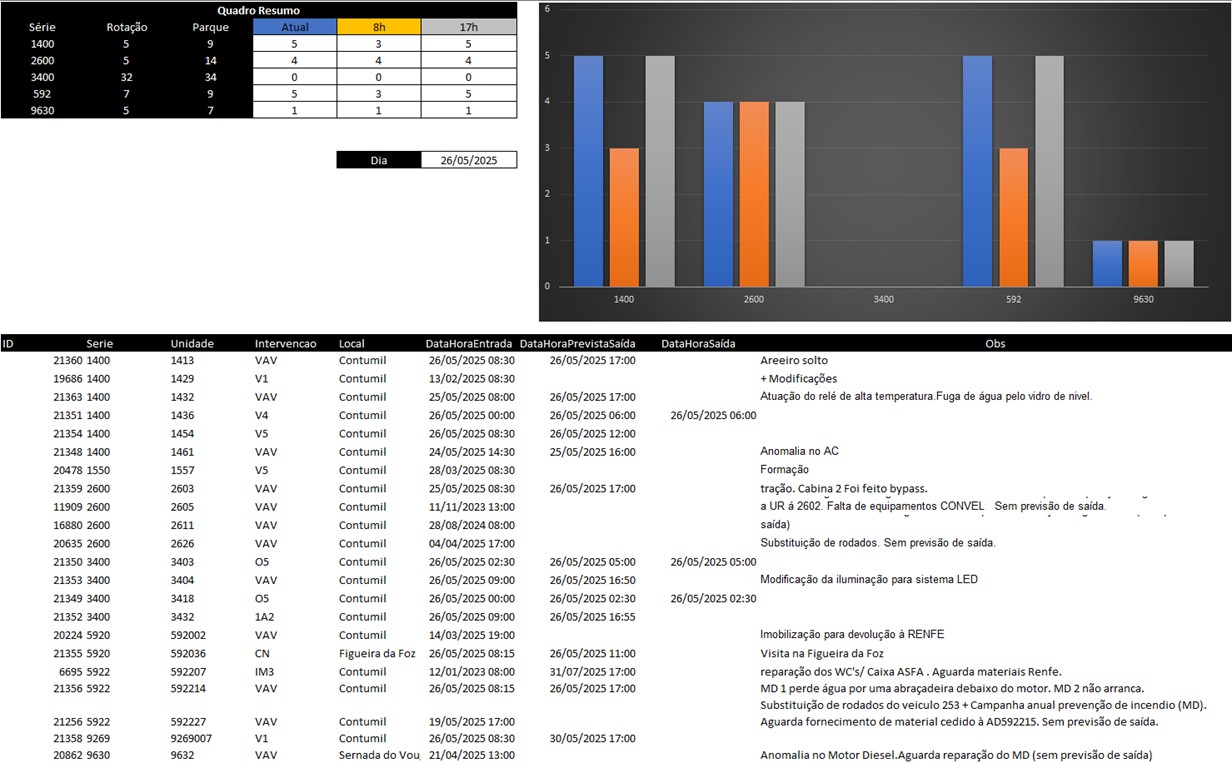 Quadro Resumo
Série Rotação Parque Atual 8h 17h
1400 5 9 5 3 5
2600 5 14 4 4 4
3400 32 34 0 0 0
592 7 9 5 3 5
9630 5 7 1 1 1
Dia 26/05/2025
6
5
4
3
2
1
0
1400 2600 3400 592 9630
ID Serie Unidade Intervencao Local DataHoraEntrada DataHoraPrevistaSaída DataHoraSaída Obs
21360 1400 1413 VAV Contumil 26/05/2025 08:30 26/05/2025 17:00 Areeiro solto
19686 1400 1429 V1 Contumil 13/02/2025 08:30 + Modificações
21363 1400 1432 VAV Contumil 25/05/2025 08:00 26/05/2025 17:00 Atuação do relé de alta temperatura.Fuga de água pelo vidro de nivel.
21351 1400 1436 V4 Contumil 26/05/2025 00:00 26/05/2025 06:00 26/05/2025 06:00
21354 1400 1454 V5 Contumil 26/05/2025 08:30 26/05/2025 12:00
21348 1400 1461 VAV Contumil 24/05/2025 14:30 25/05/2025 16:00 Anomalia no AC
20478 1550 1557 V5 Contumil 28/03/2025 08:30 Formação
21359 2600 2603 VAV Contumil 25/05/2025 08:30 26/05/2025 17:00 tração. Cabina 2 Foi feito bypass.
11909 2600 2605 VAV Contumil 11/11/2023 13:00 a UR á 2602. Falta de equipamentos CONVEL Sem previsão de saída.
16880 2600 2611 VAV Contumil 28/08/2024 08:00 saída)
20635 2600 2626 VAV Contumil 04/04/2025 17:00 Substituição de rodados. Sem previsão de saída.
21350 3400 3403 O5 Contumil 26/05/2025 02:30 26/05/2025 05:00 26/05/2025 05:00
21353 3400 3404 VAV Contumil 26/05/2025 09:00 26/05/2025 16:50 Modificação da iluminação para sistema LED
21349 3400 3418 O5 Contumil 26/05/2025 00:00 26/05/2025 02:30 26/05/2025 02:30
21352 3400 3432 1A2 Contumil 26/05/2025 09:00 26/05/2025 16:55
20224 5920 592002 VAV Contumil 14/03/2025 19:00 Imobilização para devolução à RENFE
21355 5920 592036 CN Figueira da Foz 26/05/2025 08:15 26/05/2025 11:00 Visita na Figueira da Foz
6695 5922 592207 IM3 Contumil 12/01/2023 08:00 31/07/2025 17:00 reparação dos WC's/ Caixa ASFA . Aguarda materiais Renfe.
21356 5922 592214 VAV Contumil 26/05/2025 08:15 26/05/2025 17:00 MD 1 perde água por uma abraçadeira debaixo do motor. MD 2 não arranca.
Substituição de rodados do veiculo 253 + Campanha anual prevenção de incendio (MD).
21256 5922 592227 VAV Contumil 19/05/2025 17:00 Aguarda fornecimento de material cedido à AD592215. Sem previsão de saída.
21358 9269 9269007 V1 Contumil 26/05/2025 08:30 30/05/2025 17:00
20862 9630 9632 VAV Sernada do Vou 21/04/2025 13:00 Anomalia no Motor Diesel.Aguarda reparação do MD (sem previsão de saída)